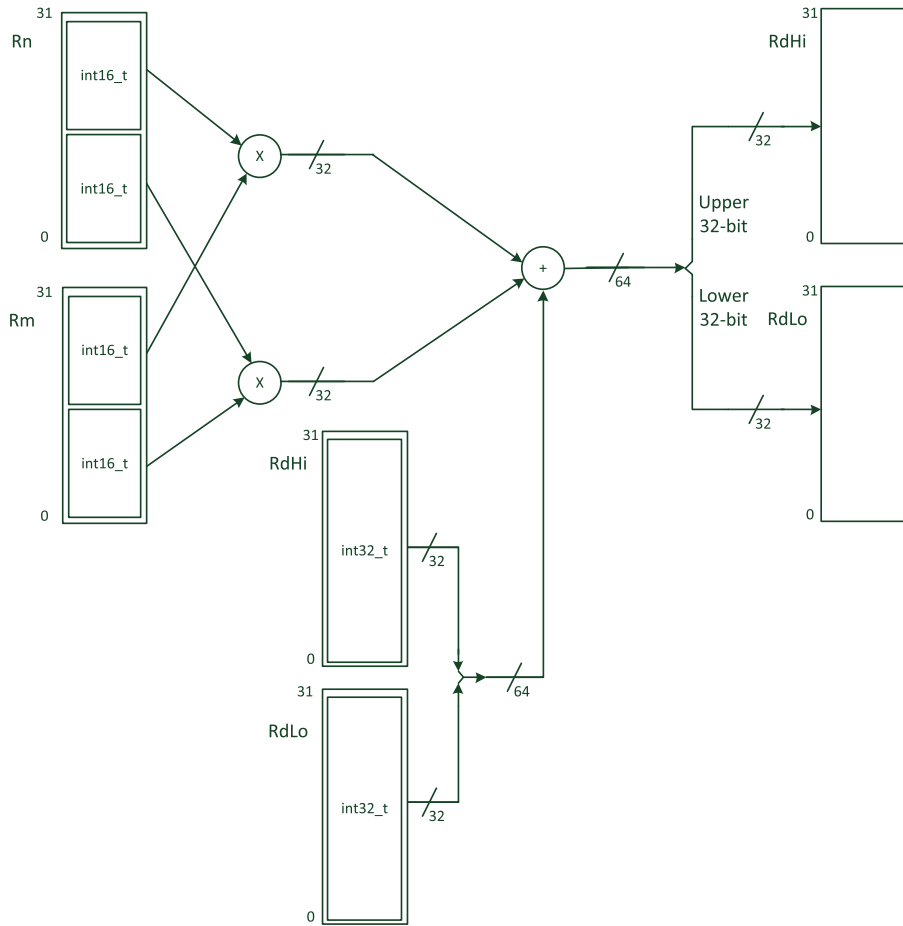 31
Rn
int16_t
int16_t
0
31
Rm
int16_t
int16_t
0
X
32
X
32
31
RdHi
int32_t
0
32
31
RdLo
int32_t
0
32
64
+
64
Upper
32-bit
Lower
32-bit
32
32
31
RdHi
0
31
RdLo
0